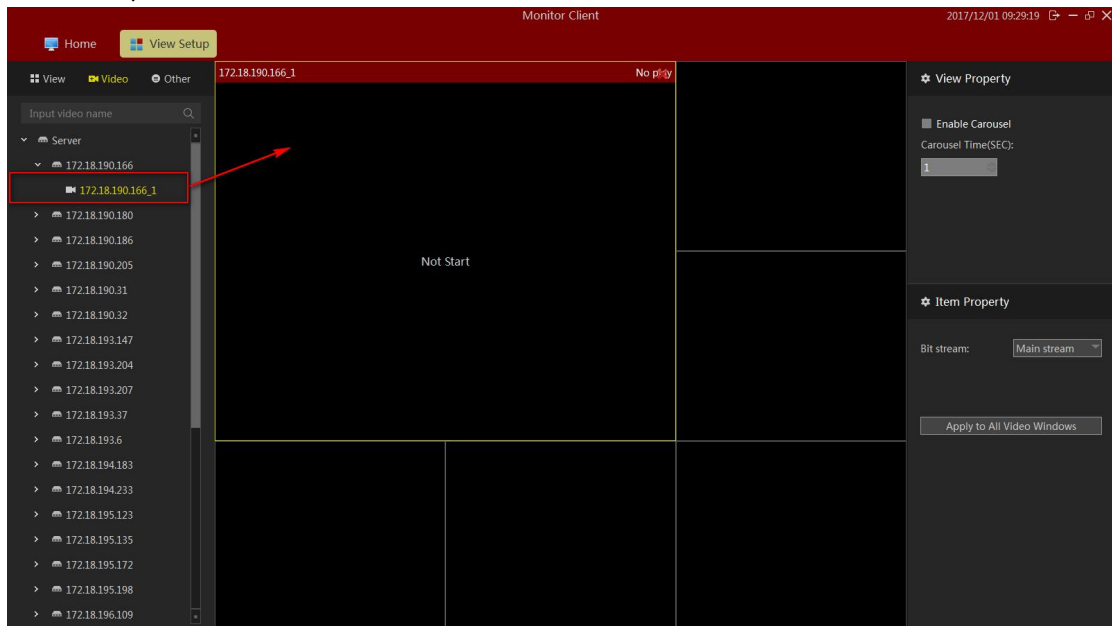 Monitor Client
2017/12/01 09:29:19
Home
View Setup
View Video Other
Input video name
Server
172.18.190.166
172.18.190.166_1
172.18.190.180
172.18.190.186
172.18.190.205
172.18.190.31
172.18.190.32
172.18.193.147
172.18.193.204
172.18.193.207
172.18.193.37
172.18.193.6
172.18.194.183
172.18.194.233
172.18.195.123
172.18.195.135
172.18.195.172
172.18.195.198
172.18.196.109
172.18.190.166_1 No play
Not Start
View Property
Enable Carousel
Carousel Time(SEC):
1
Item Property
Bit stream: Main stream
Apply to All Video Windows